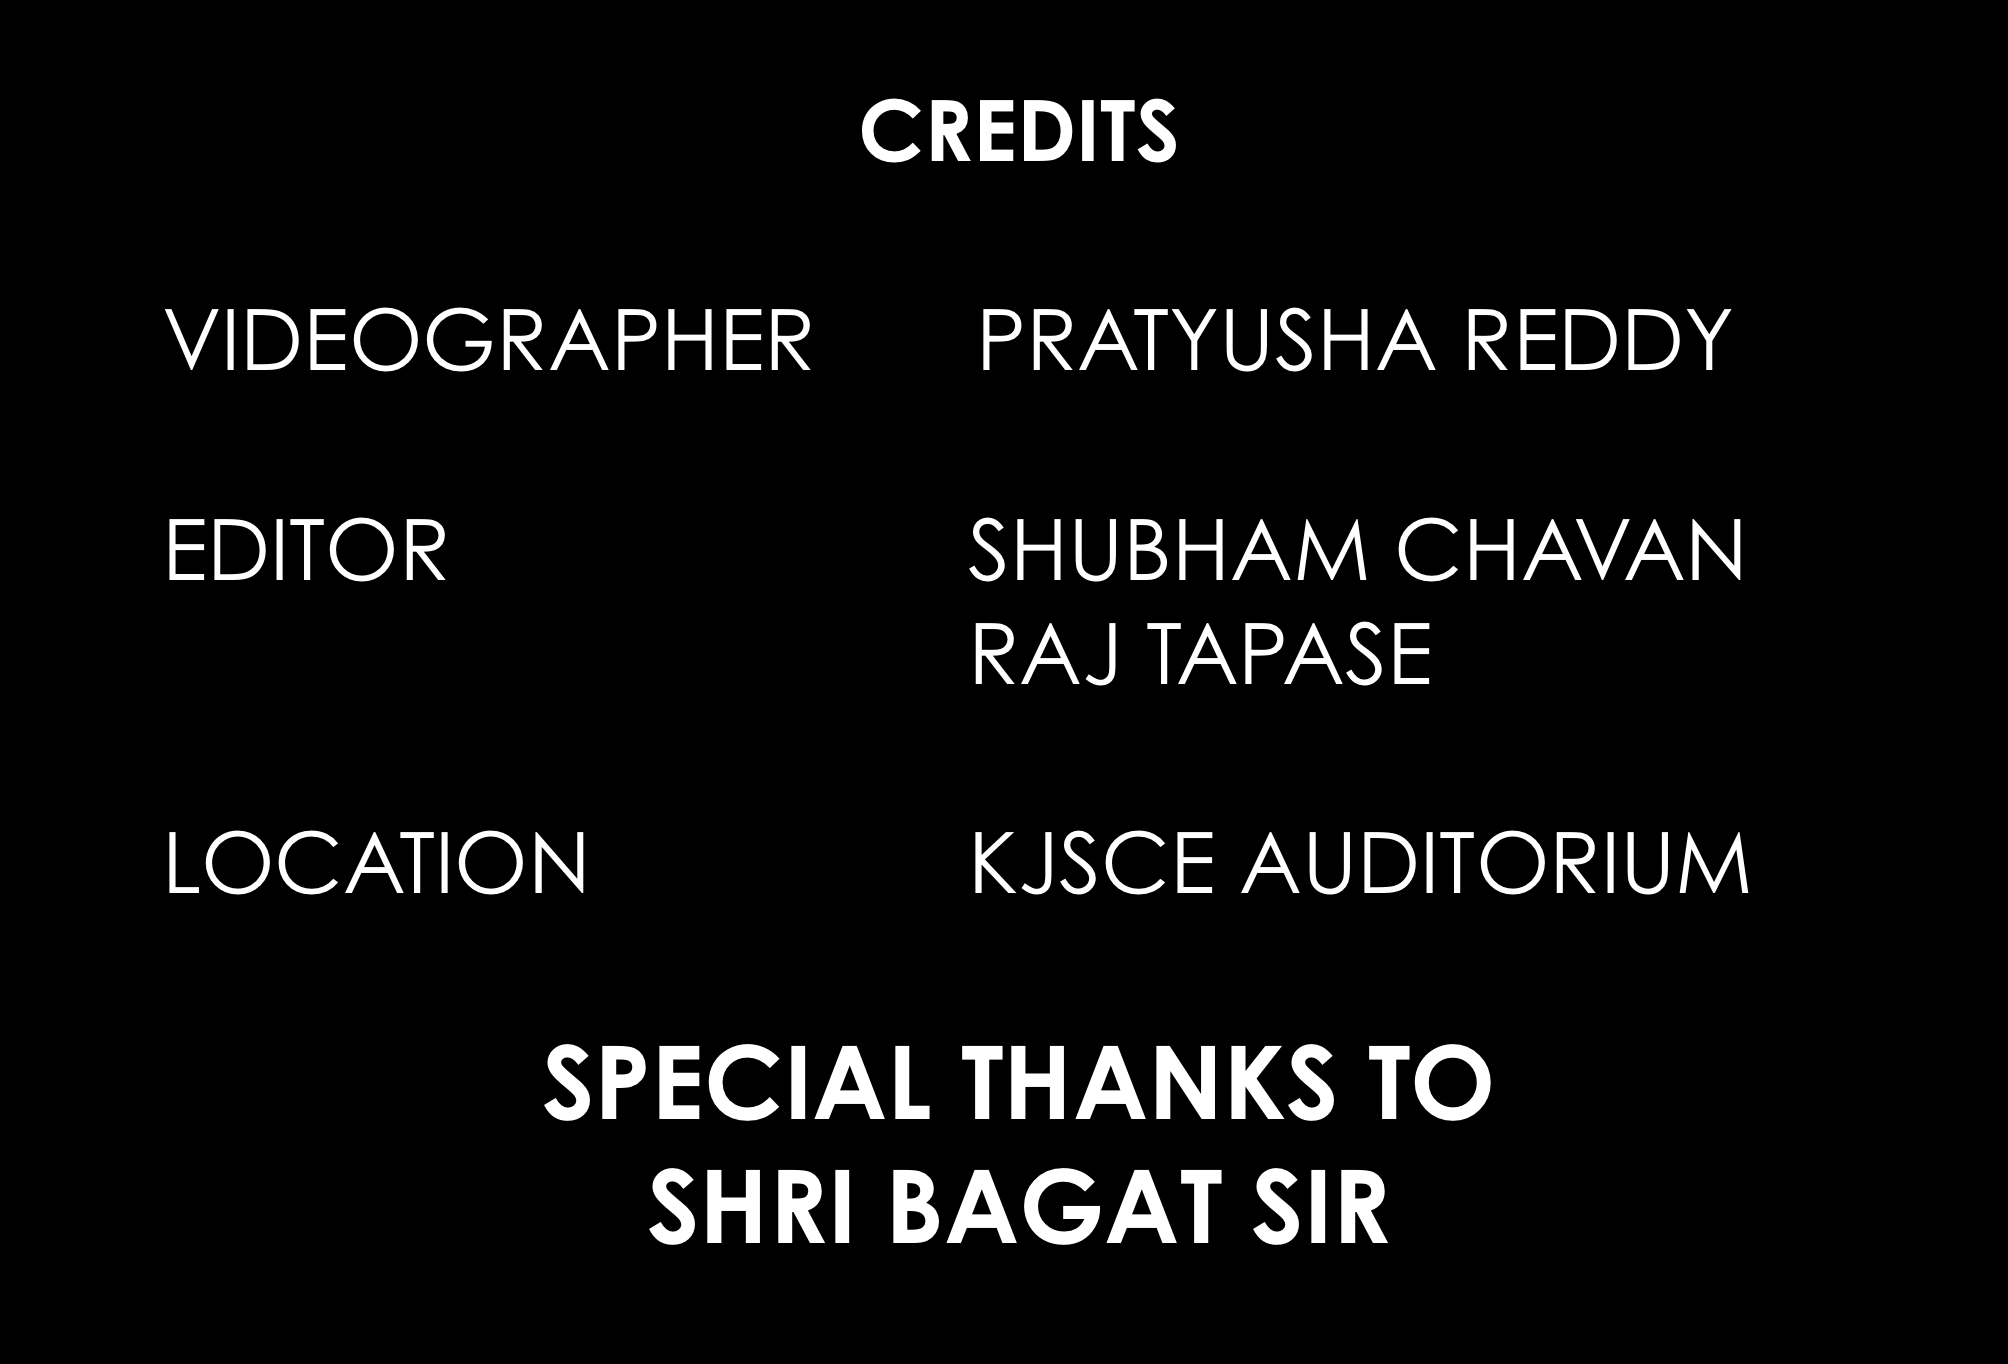 CREDITS
VIDEOGRAPHER PRATYUSHA REDDY
EDITOR SHUBHAM CHAVAN
RAJ TAPASE
LOCATION KJSCE AUDITORIUM
SPECIAL THANKS TO
SHRI BAGAT SIR